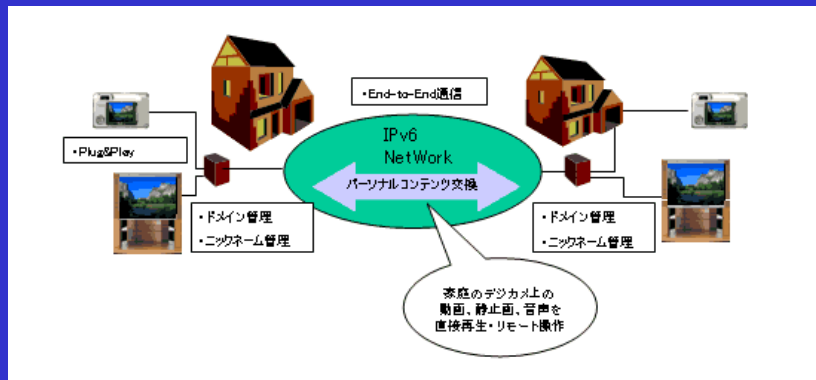 ・End-to-End通信
・Plug&Play
IPv6
NetWork
パーソナルコンテンツ交換
・ドメイン管理
・ニックネーム管理
・ドメイン管理
・ニックネーム管理
家庭のデジカメ上の
動画、静止画、音声を
直接再生・リモート操作